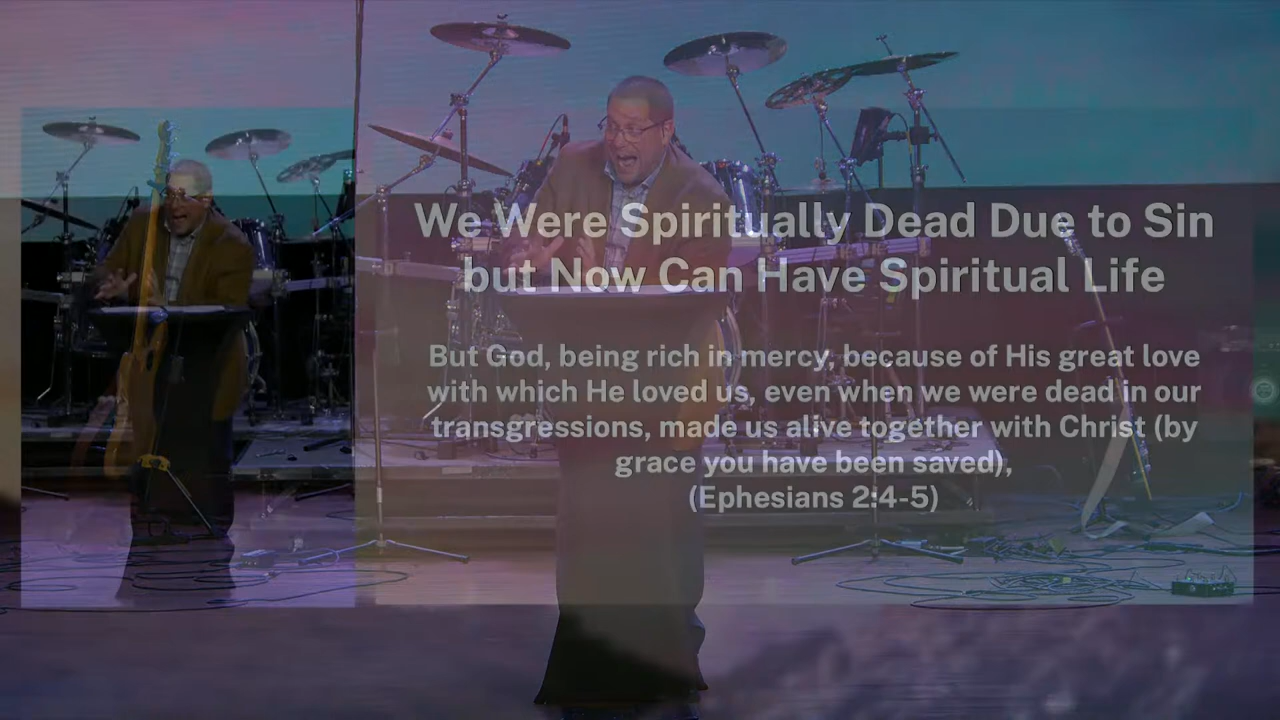 We Were Spiritually Dead Due to Sin
but Now Can Have Spiritual Life
But God, being rich in mercy, because of His great love
with which He loved us, even when we were dead in our
transgressions, made us alive together with Christ (by
grace you have been saved),
(Ephesians 2:4-5)